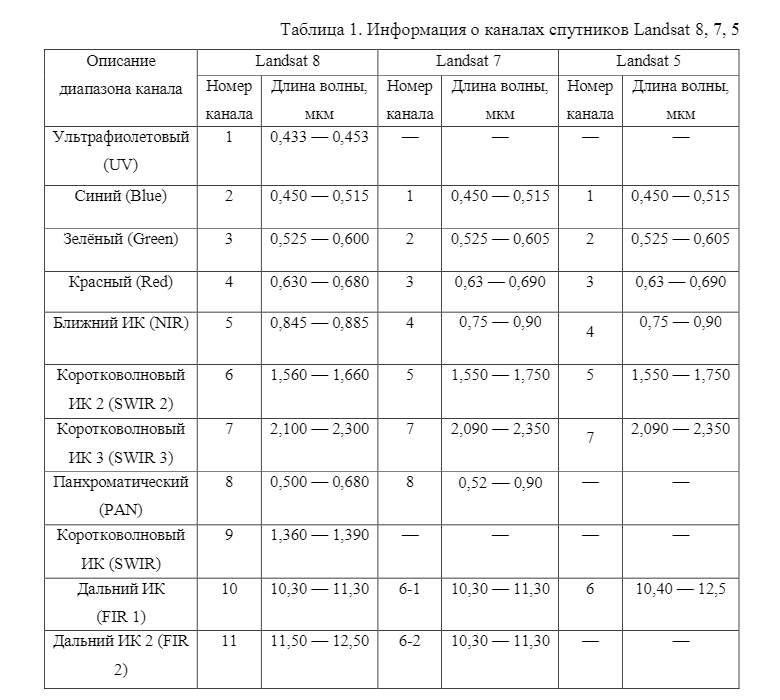 Таблица 1. Информация о каналах спутников Landsat 8, 7, 5
Описание диапазона канала | Landsat 8 | Landsat 7 | Landsat 5
Номер канала | Длина волны, мкм | Номер канала | Длина волны, мкм | Номер канала | Длина волны, мкм
Ультрафиолетовый (UV) | 1 | 0,433 — 0,453 | — | — | — | —
Синий (Blue) | 2 | 0,450 — 0,515 | 1 | 0,450 — 0,515 | 1 | 0,450 — 0,515
Зелёный (Green) | 3 | 0,525 — 0,600 | 2 | 0,525 — 0,605 | 2 | 0,525 — 0,605
Красный (Red) | 4 | 0,630 — 0,680 | 3 | 0,63 — 0,690 | 3 | 0,63 — 0,690
Ближний ИК (NIR) | 5 | 0,845 — 0,885 | 4 | 0,75 — 0,90 | 4 | 0,75 — 0,90
Коротковолновый ИК 2 (SWIR 2) | 6 | 1,560 — 1,660 | 5 | 1,550 — 1,750 | 5 | 1,550 — 1,750
Коротковолновый ИК 3 (SWIR 3) | 7 | 2,100 — 2,300 | 7 | 2,090 — 2,350 | 7 | 2,090 — 2,350
Панхроматический (PAN) | 8 | 0,500 — 0,680 | 8 | 0,52 — 0,90 | — | —
Коротковолновый ИК (SWIR) | 9 | 1,360 — 1,390 | — | — | — | —
Дальний ИК (FIR 1) | 10 | 10,30 — 11,30 | 6-1 | 10,30 — 11,30 | 6 | 10,40 — 12,5
Дальний ИК 2 (FIR 2) | 11 | 11,50 — 12,50 | 6-2 | 10,30 — 11,30 | — | —